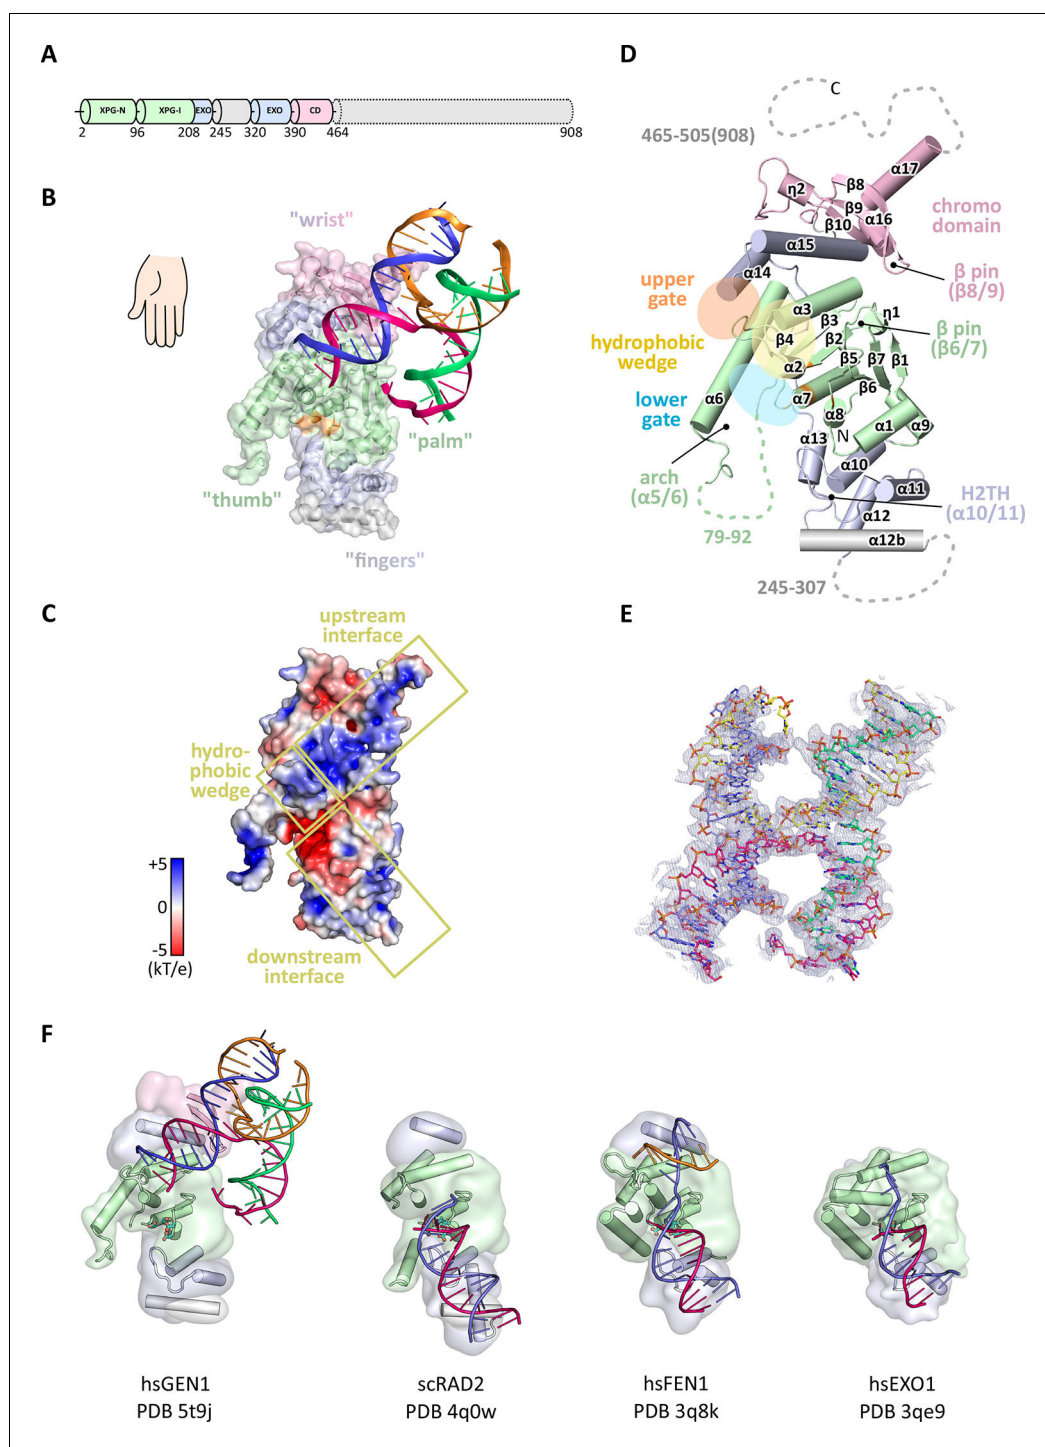 A
XPG-N
XPG-I
EXO
EXO
CD
2
96
208
245
320
390
464
908
B
"wrist"
"palm"
"thumb"
"fingers"
C
upstream
interface
hydro-
phobic
wedge
+5
0
-5
(kT/e)
downstream
interface
D
C
465-505(908)
α17
η2
β8
β9
α16
β10
chromo
domain
α15
α14
β pin
(β8/9)
upper
gate
α3
η1
β3
β4
β2
β pin
(β6/7)
hydrophobic
wedge
α2
β5
β7
β1
α6
lower
gate
α7
β6
α8
α1
α9
N
α13
α10
arch
(α5/6)
α11
H2TH
(α10/11)
α12
79-92
α12b
245-307
E
F
hsGEN1
PDB 5t9j
scRAD2
PDB 4q0w
hsFEN1
PDB 3q8k
hsEXO1
PDB 3qe9